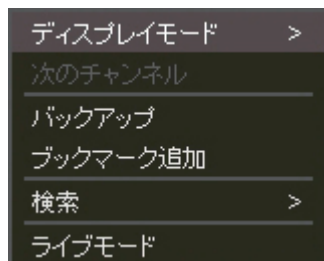 ディスプレイモード >
次のチャンネル
バックアップ
ブックマーク追加
検索 >
ライブモード